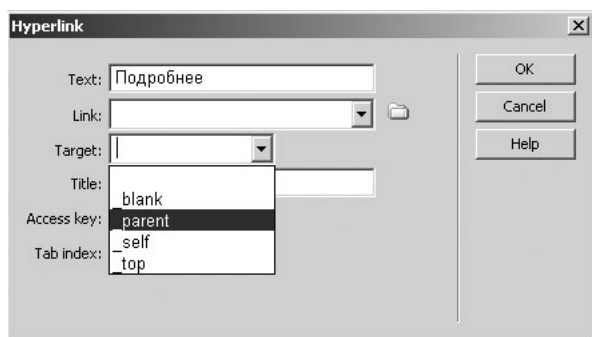 Hyperlink
Text: Подробнее
OK
Link:
Cancel
Target:
Help
Title:
_blank
Access key: _parent
_self
Tab index:
_top